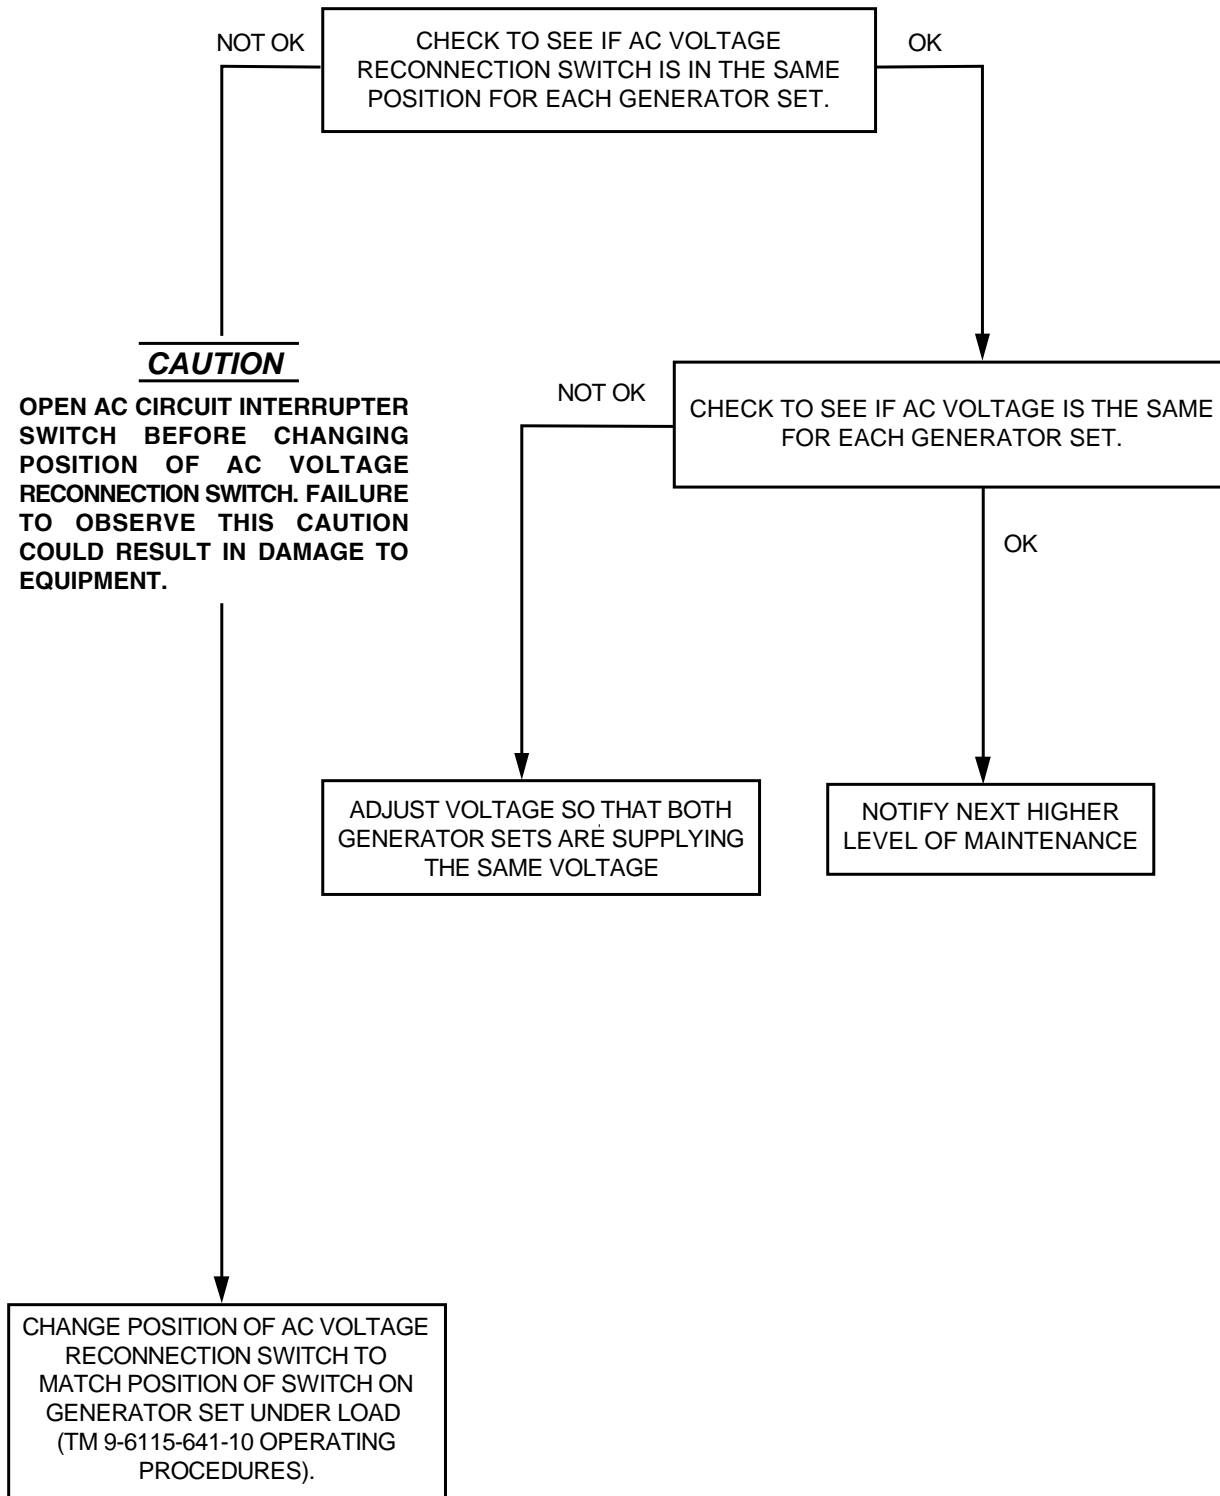 NOT OK
CHECK TO SEE IF AC VOLTAGE
RECONNECTION SWITCH IS IN THE SAME
POSITION FOR EACH GENERATOR SET.
OK
CAUTION
OPEN AC CIRCUIT INTERRUPTER
SWITCH BEFORE CHANGING
POSITION OF AC VOLTAGE
RECONNECTION SWITCH. FAILURE
TO OBSERVE THIS CAUTION
COULD RESULT IN DAMAGE TO
EQUIPMENT.
NOT OK
CHECK TO SEE IF AC VOLTAGE IS THE SAME
FOR EACH GENERATOR SET.
OK
ADJUST VOLTAGE SO THAT BOTH
GENERATOR SETS ARE SUPPLYING
THE SAME VOLTAGE
NOTIFY NEXT HIGHER
LEVEL OF MAINTENANCE
CHANGE POSITION OF AC VOLTAGE
RECONNECTION SWITCH TO
MATCH POSITION OF SWITCH ON
GENERATOR SET UNDER LOAD
(TM 9-6115-641-10 OPERATING
PROCEDURES).